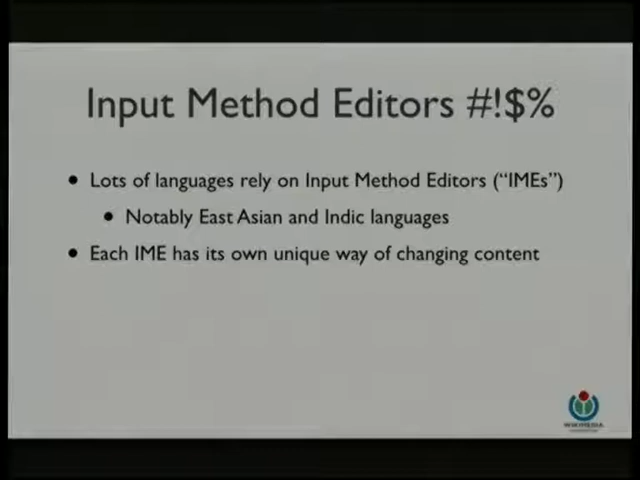 Input Method Editors #!$%
• Lots of languages rely on Input Method Editors (“IMEs”)
• Notably East Asian and Indic languages
• Each IME has its own unique way of changing content
WIKIMEDIA